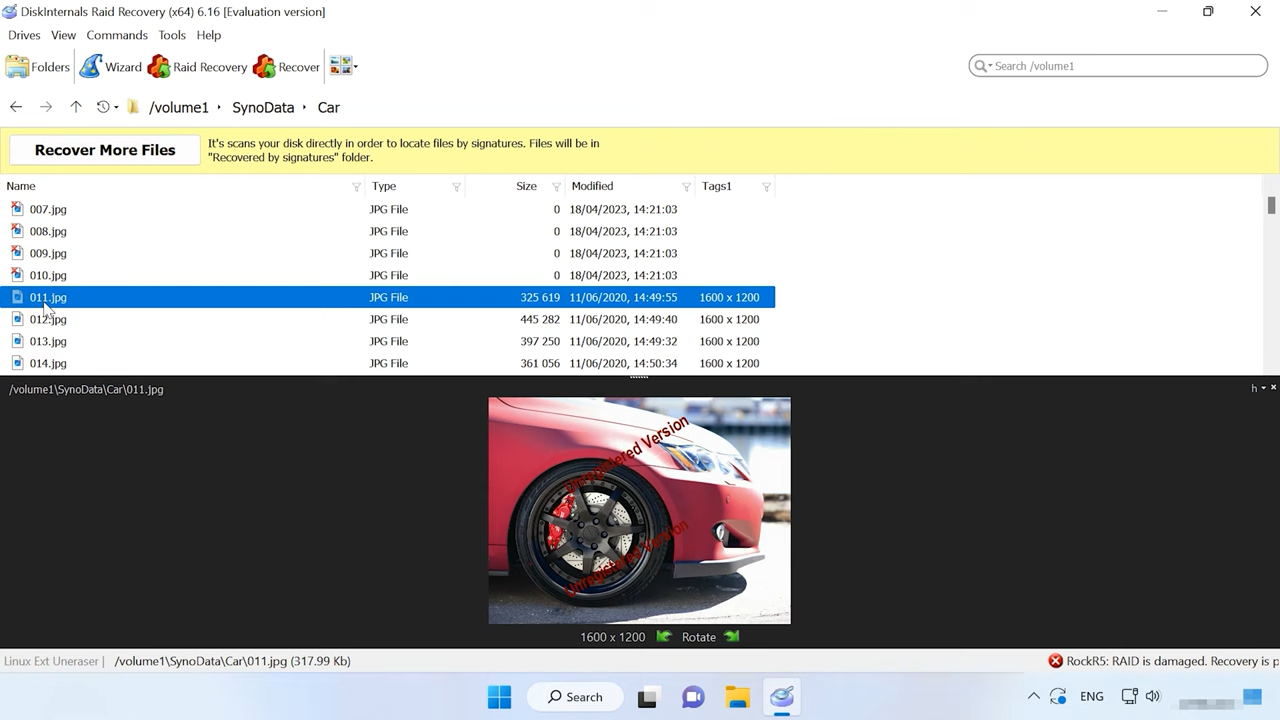 DiskInternals Raid Recovery (x64) 6.16 [Evaluation version]
Drives View Commands Tools Help
Folders Wizard Raid Recovery Recover Search /volume1
/volume1 SynoData Car
Recover More Files
It's scans your disk directly in order to locate files by signatures. Files will be in
"Recovered by signatures" folder.
Name Type Size Modified Tags1
007.jpg JPG File 0 18/04/2023, 14:21:03
008.jpg JPG File 0 18/04/2023, 14:21:03
009.jpg JPG File 0 18/04/2023, 14:21:03
010.jpg JPG File 0 18/04/2023, 14:21:03
011.jpg JPG File 325 619 11/06/2020, 14:49:55 1600 x 1200
012.jpg JPG File 445 282 11/06/2020, 14:49:40 1600 x 1200
013.jpg JPG File 397 250 11/06/2020, 14:49:32 1600 x 1200
014.jpg JPG File 361 056 11/06/2020, 14:50:34 1600 x 1200
/volume1\SynoData\Car\011.jpg h
Unregistered Version
Unregistered Version
1600 x 1200 Rotate
Linux Ext Uneraser | /volume1\SynoData\Car\011.jpg (317.99 Kb) RockR5: RAID is damaged. Recovery is p
Search ENG